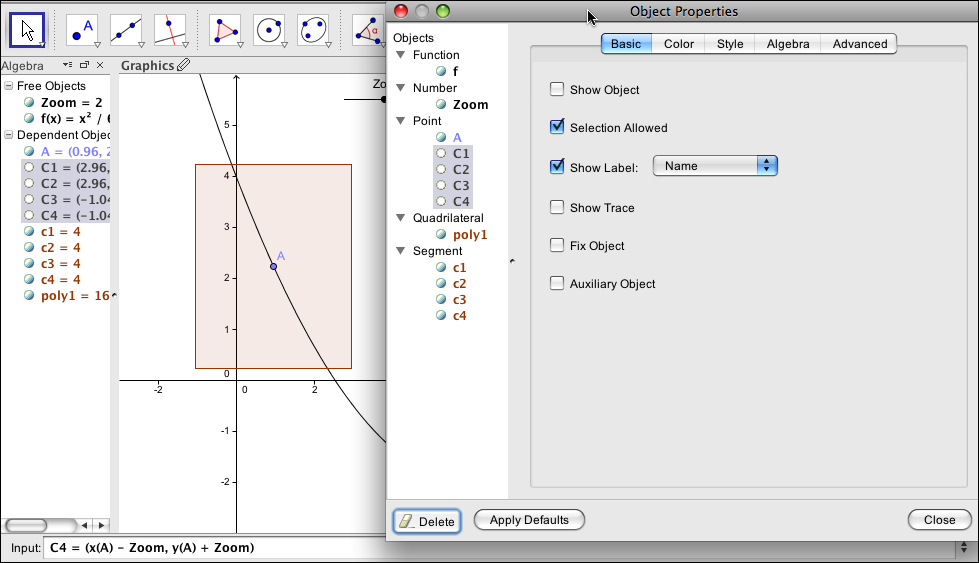 Object Properties
A
α
Algebra
Free Objects
Zoom = 2
f(x) = x² / 6
Dependent Objec
A = (0.96, 2
C1 = (2.96,
C2 = (2.96,
C3 = (-1.04
C4 = (-1.04
c1 = 4
c2 = 4
c3 = 4
c4 = 4
poly1 = 16
Graphics
Zo
5
4
3
2
1
0
-1
-2
-2
0
2
A
Objects
Function
f
Number
Zoom
Point
A
C1
C2
C3
C4
Quadrilateral
poly1
Segment
c1
c2
c3
c4
Basic Color Style Algebra Advanced
Show Object
Selection Allowed
Show Label: Name
Show Trace
Fix Object
Auxiliary Object
Delete Apply Defaults Close
Input: C4 = (x(A) – Zoom, y(A) + Zoom)